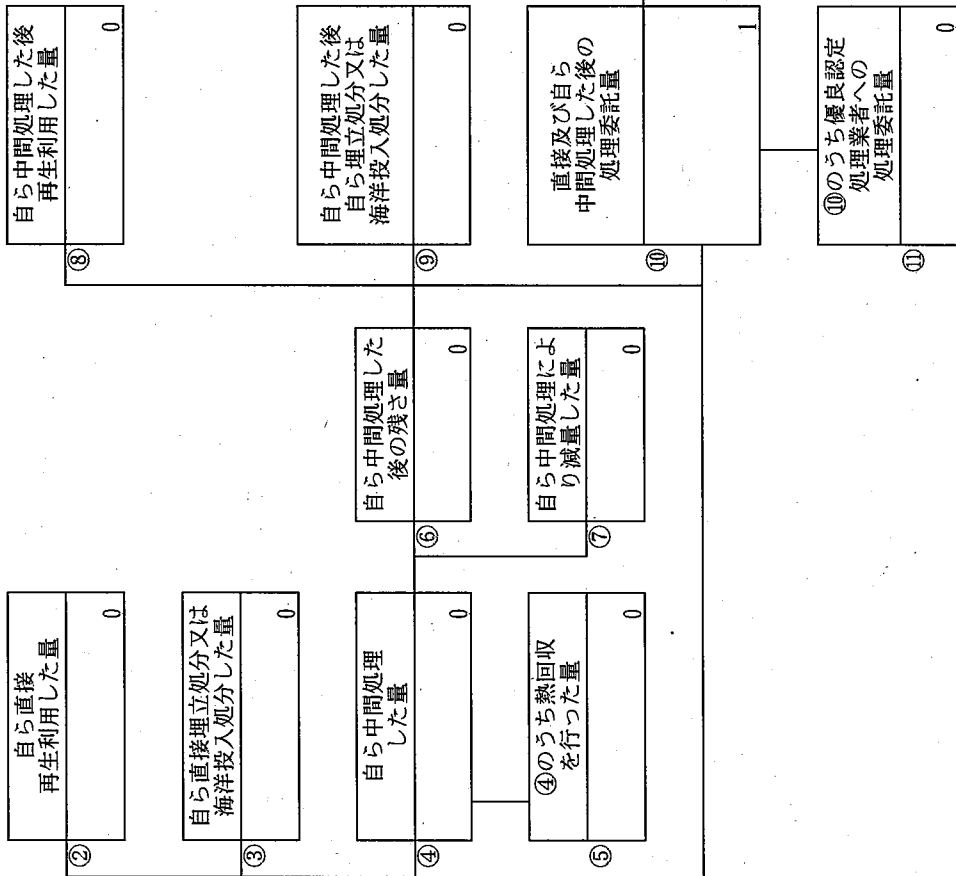 ②
自ら直接
再生利用した量
0
③
自ら直接埋立処分又は
海洋投入処分した量
0
④
自ら中間処理
した量
0
⑤
④のうち熱回収
を行った量
0
⑥
自ら中間処理した
後の残さ量
0
⑦
自ら中間処理によ
り減量した量
0
⑧
自ら中間処理した後
再生利用した量
0
⑨
自ら中間処理した後
自ら埋立処分又は
海洋投入処分した量
0
⑩
直接及び自ら
中間処理した後の
処理委託量
1
⑪
⑩のうち優良認定
処理業者への
処理委託量
0